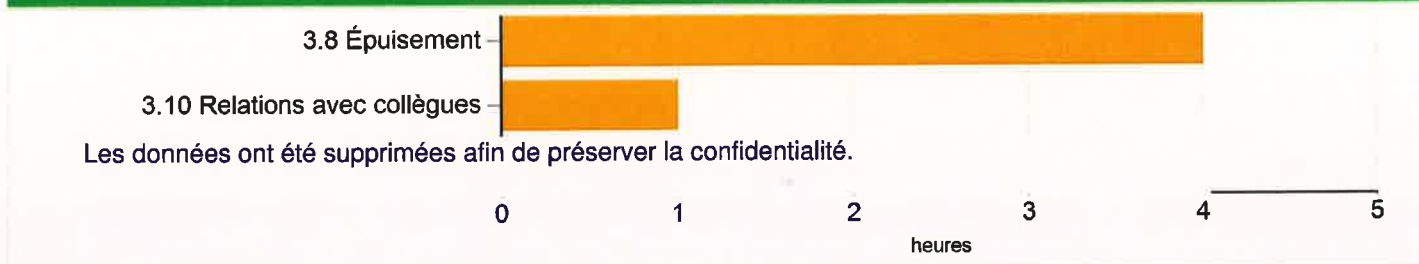 3.8 Épuisement
3.10 Relations avec collègues
Les données ont été supprimées afin de préserver la confidentialité.
0 1 2 3 4 5
heures